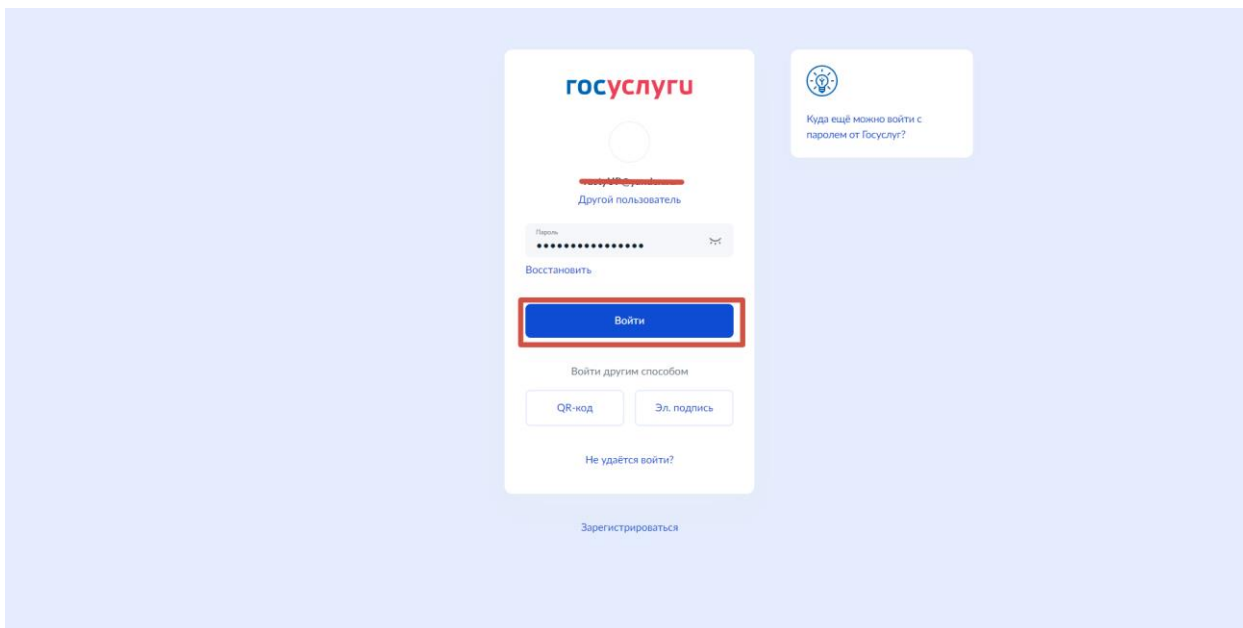 госуслуги
Другой пользователь
Пароль
Восстановить
Войти
Войти другим способом
QR-код
Эл. подпись
Не удаётся войти?
Зарегистрироваться
Куда ещё можно войти с
паролем от Госуслуг?